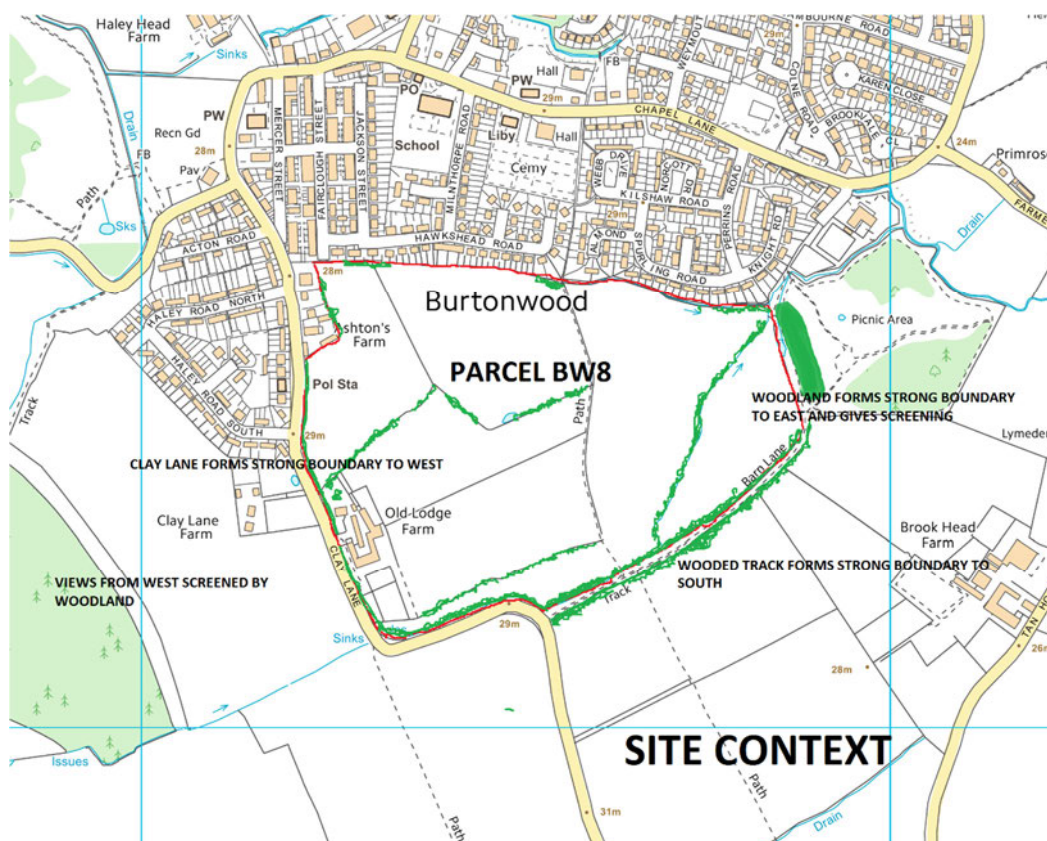 Haley Head
Farm
Sinks
Drain
PW
Recn Gd
28m
FB
Pav
Path
Sks
MERCER STREET
FAIRCLOUGH STREET
JACKSON STREET
PO
School
MILNTHORPE ROAD
PW
Hall
FB
29m
Liby
Hall
Cemy
CHAPEL LANE
WEYMOUTH
29m
COLNE ROAD
AMBOURNE ROAD
KAREN CLOSE
BROOKVALE CL
24m
Primrose
FARME
Drain
WEBB DRIVE
NORCOTT DR
KILSHAW ROAD
29m
ALMOND
SPURLING ROAD
PERRINS ROAD
KNIGHT RD
HAWKSHEAD ROAD
ACTON ROAD
HALEY ROAD NORTH
HALEY ROAD SOUTH
Track
28m
Burtonwood
Ashton's
Farm
Pol Sta
PARCEL BW8
Path
Picnic Area
WOODLAND FORMS STRONG BOUNDARY
TO EAST AND GIVES SCREENING
Lymeden
29m
CLAY LANE FORMS STRONG BOUNDARY TO WEST
Barn Lane
Clay Lane
Farm
Old Lodge
Farm
Brook Head
Farm
CLAY LANE
VIEWS FROM WEST SCREENED BY
WOODLAND
WOODED TRACK FORMS STRONG BOUNDARY TO
SOUTH
Track
29m
Sinks
TAN HO
26m
28m
SITE CONTEXT
Issues
Path
Path
31m
Drain